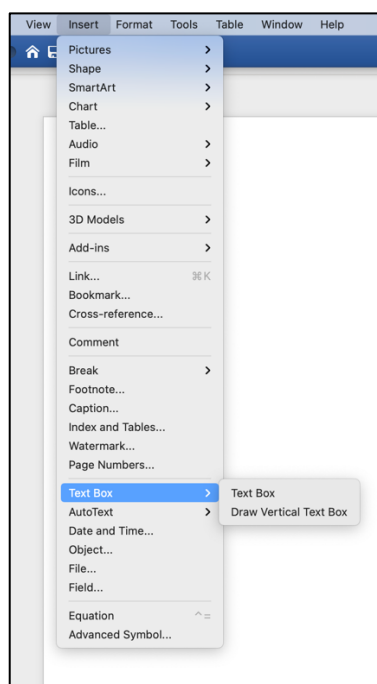 View Insert Format Tools Table Window Help
Pictures
Shape
SmartArt
Chart
Table...
Audio
Film
Icons...
3D Models
Add-ins
Link... ⌘K
Bookmark...
Cross-reference...
Comment
Break
Footnote...
Caption...
Index and Tables...
Watermark...
Page Numbers...
Text Box Text Box
AutoText Draw Vertical Text Box
Date and Time...
Object...
File...
Field...
Equation ^=
Advanced Symbol...